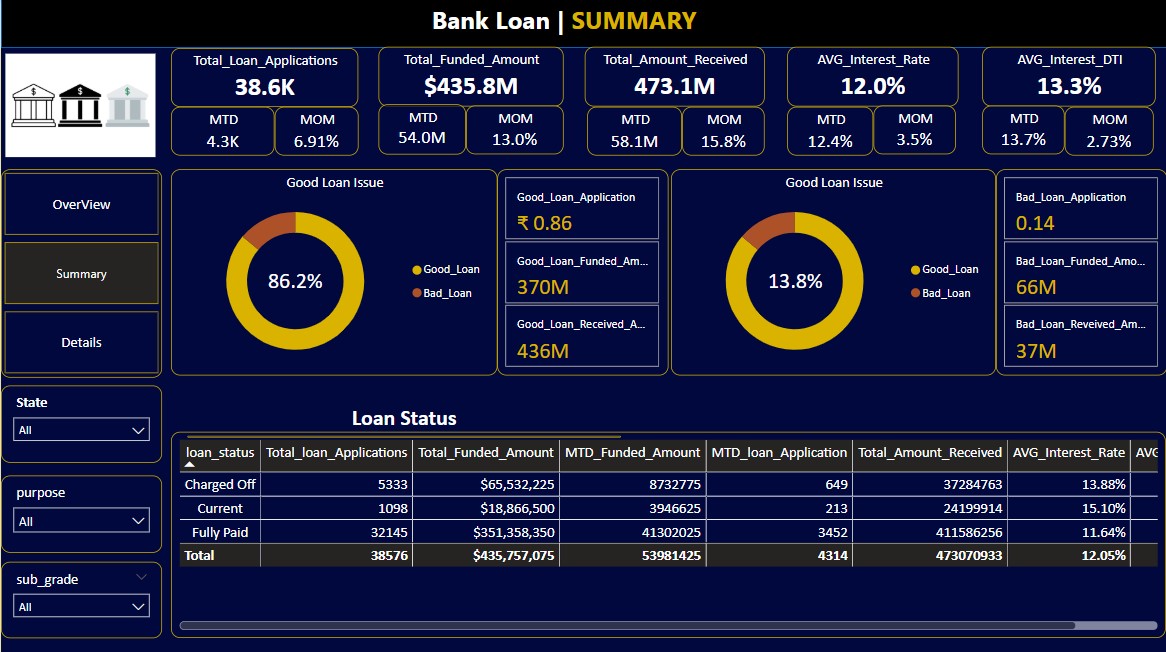 Bank Loan | SUMMARY
Total_Loan_Applications
38.6K
MTD
4.3K
MOM
6.91%
Total_Funded_Amount
$435.8M
MTD
54.0M
MOM
13.0%
Total_Amount_Received
473.1M
MTD
58.1M
MOM
15.8%
AVG_Interest_Rate
12.0%
MTD
12.4%
MOM
3.5%
AVG_Interest_DTI
13.3%
MTD
13.7%
MOM
2.73%
$ $ $
OverView
Summary
Details
Good Loan Issue
86.2%
Good_Loan
Bad_Loan
Good_Loan_Application
₹ 0.86
Good_Loan_Funded_Am...
370M
Good_Loan_Received_A...
436M
Good Loan Issue
13.8%
Good_Loan
Bad_Loan
Bad_Loan_Application
0.14
Bad_Loan_Funded_Amo...
66M
Bad_Loan_Reveived_Am...
37M
State
All
purpose
All
sub_grade
All
Loan Status
loan_status Total_loan_Applications Total_Funded_Amount MTD_Funded_Amount MTD_loan_Application Total_Amount_Received AVG_Interest_Rate AVG
Charged Off 5333 $65,532,225 8732775 649 37284763 13.88%
Current 1098 $18,866,500 3946625 213 24199914 15.10%
Fully Paid 32145 $351,358,350 41302025 3452 411586256 11.64%
Total 38576 $435,757,075 53981425 4314 473070933 12.05%